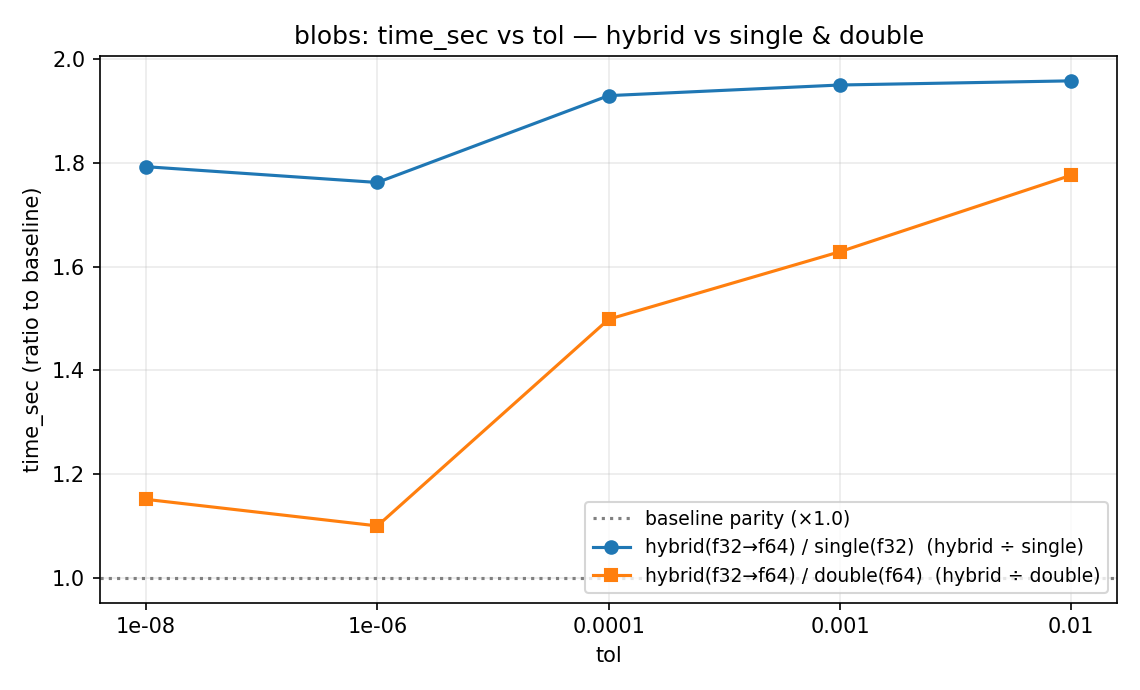 blobs: time_sec vs tol — hybrid vs single & double
time_sec (ratio to baseline)
2.0
1.8
1.6
1.4
1.2
1.0
baseline parity (×1.0)
hybrid(f32→f64) / single(f32)  (hybrid ÷ single)
hybrid(f32→f64) / double(f64)  (hybrid ÷ double)
1e-08
1e-06
0.0001
0.001
0.01
tol